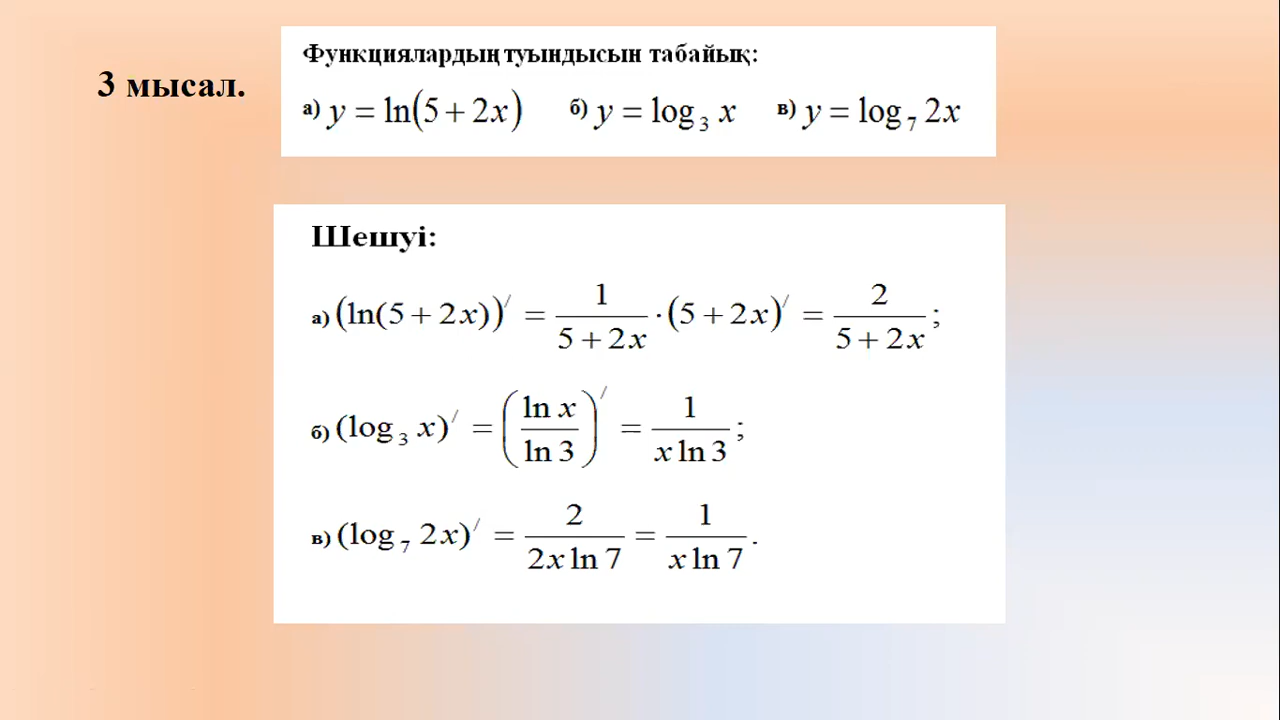 3 мысал.
Функциялардың туындысын табайық:
а) y = ln(5 + 2x) б) y = log₃ x в) y = log₇ 2x
Шешуі:
а) (ln(5 + 2x))′ = 1/(5 + 2x) · (5 + 2x)′ = 2/(5 + 2x);
б) (log₃ x)′ = (ln x/ln 3)′ = 1/(x ln 3);
в) (log₇ 2x)′ = 2/(2x ln 7) = 1/(x ln 7).